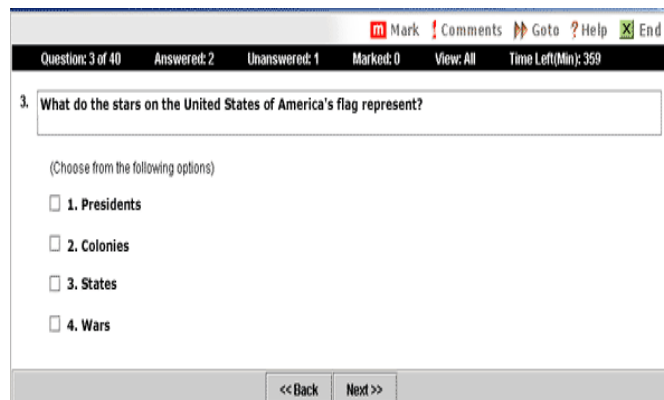 m Mark ! Comments Goto ? Help X End
Question: 3 of 40 Answered: 2 Unanswered: 1 Marked: 0 View: All Time Left(Min): 359
3. What do the stars on the United States of America's flag represent?
(Choose from the following options)
1. Presidents
2. Colonies
3. States
4. Wars
<< Back Next >>